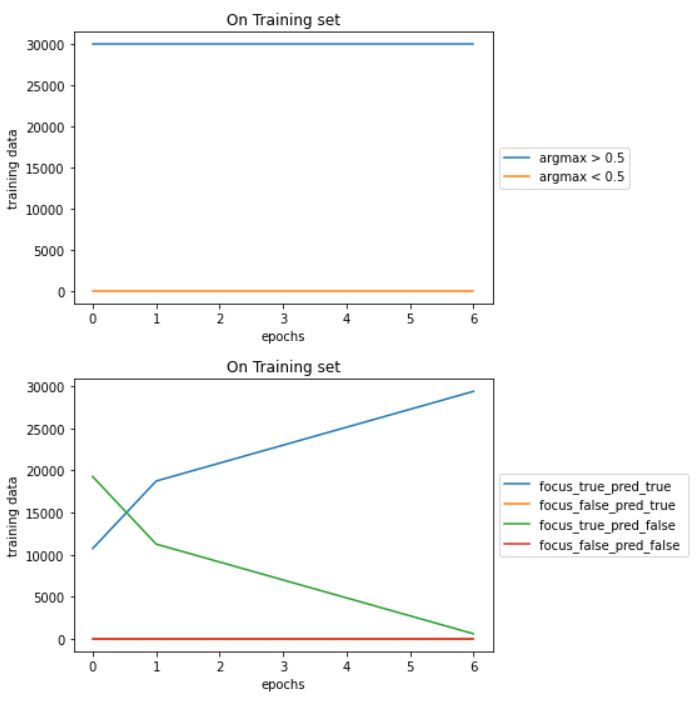 On Training set
30000
25000
20000
15000
10000
5000
0
training data
0 1 2 3 4 5 6
epochs
argmax > 0.5
argmax < 0.5
On Training set
30000
25000
20000
15000
10000
5000
0
training data
0 1 2 3 4 5 6
epochs
focus_true_pred_true
focus_false_pred_true
focus_true_pred_false
focus_false_pred_false